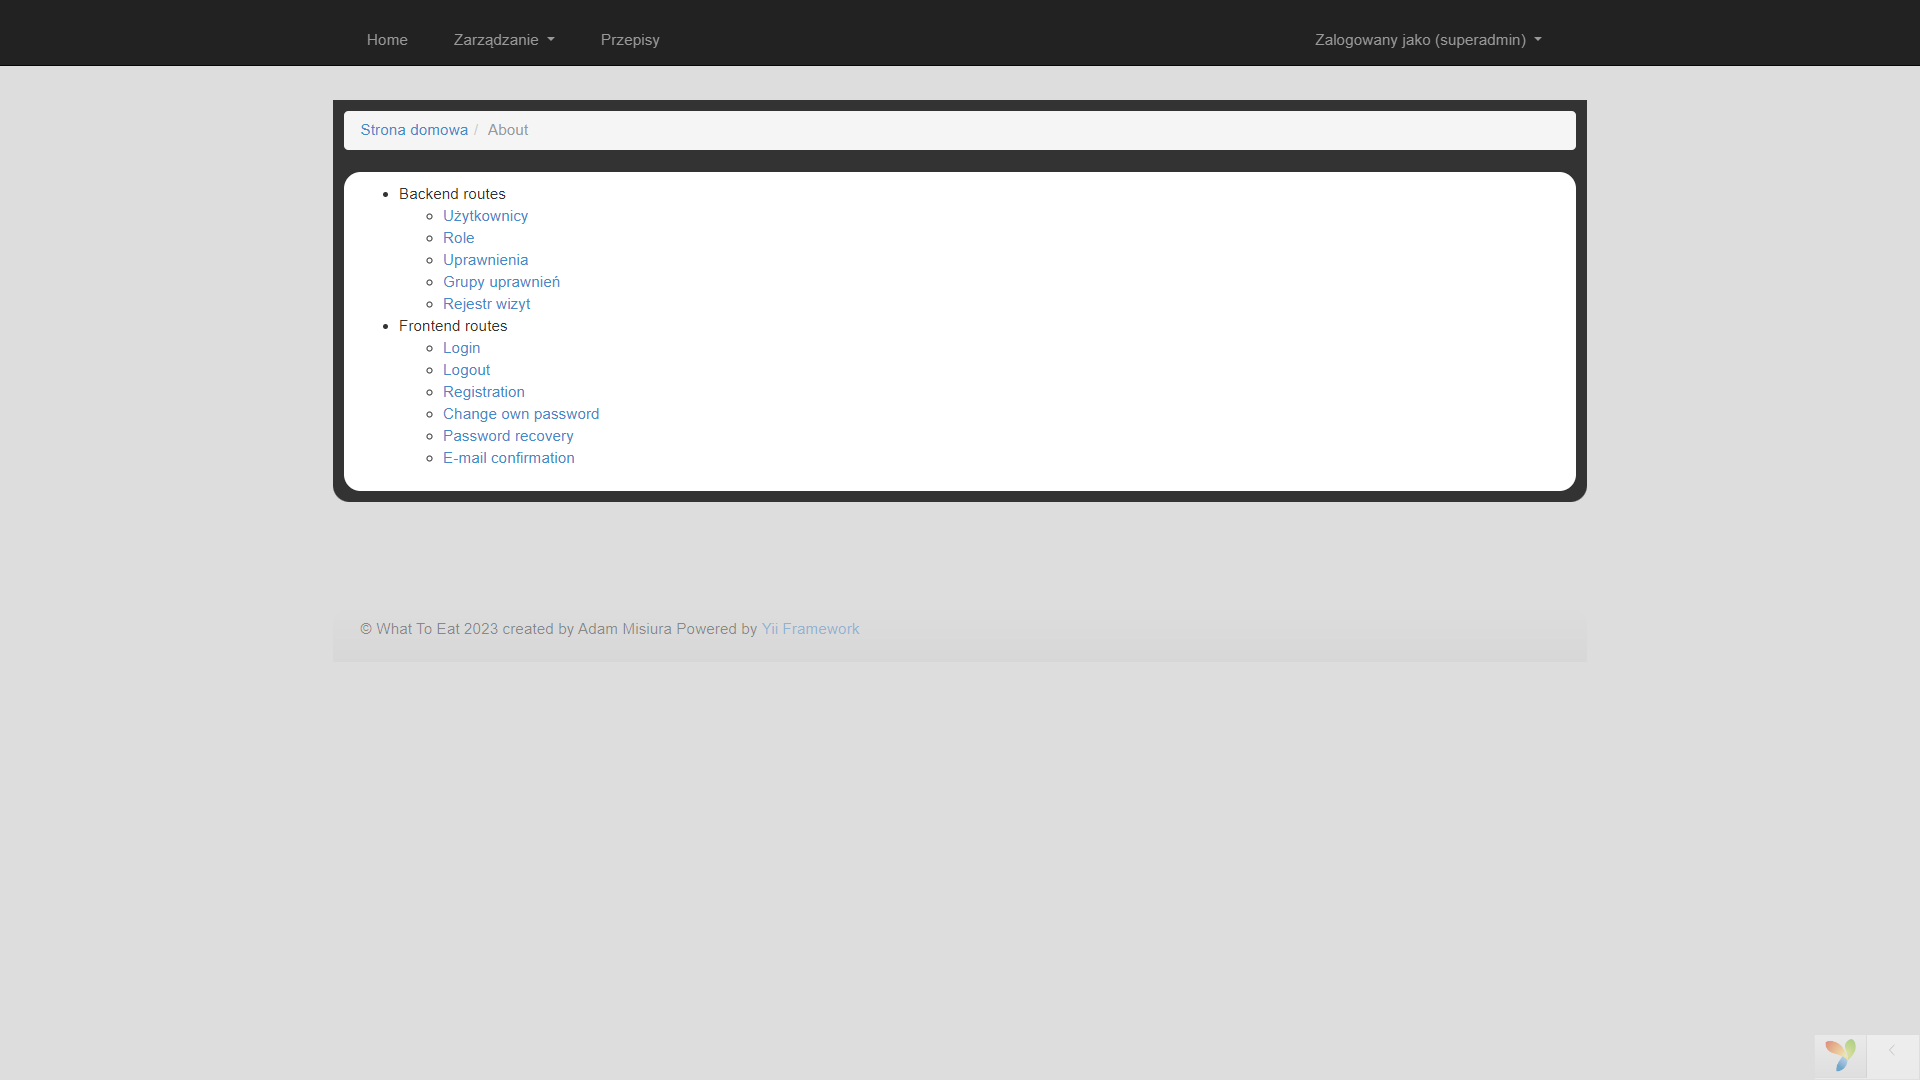 Home Zarządzanie Przepisy Zalogowany jako (superadmin)
Strona domowa / About
Backend routes
Użytkownicy
Role
Uprawnienia
Grupy uprawnień
Rejestr wizyt
Frontend routes
Login
Logout
Registration
Change own password
Password recovery
E-mail confirmation
© What To Eat 2023 created by Adam Misiura Powered by Yii Framework